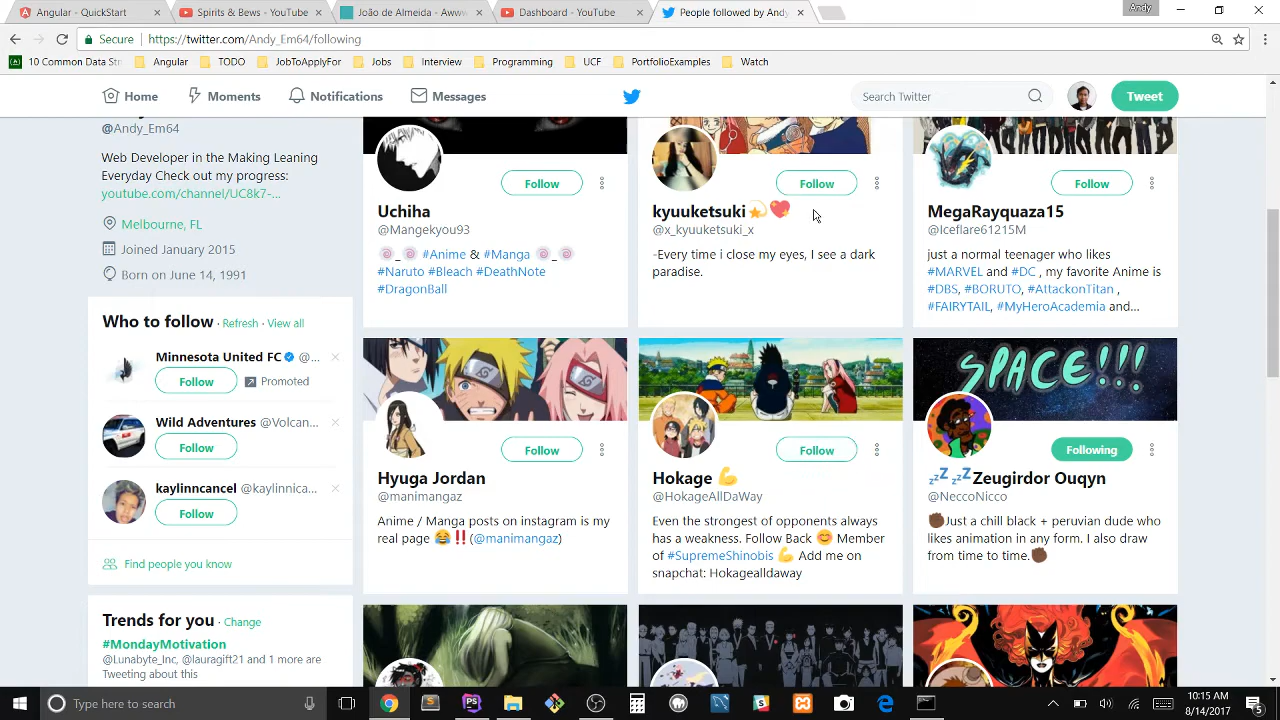 Andy
Angular - QuickStart
Spirits & Bews - YouTube
João de Almeida - Aww
Dashboard - YouTube
People followed by Andy
Secure
https://twitter.com/Andy_Em64/following
10 Common Data Str
Angular
TODO
JobToApplyFor
Jobs
Interview
Programming
UCF
PortfolioExamples
Watch
Home
Moments
Notifications
Messages
Search Twitter
Tweet
@Andy_Em64
Web Developer in the Making Leaning
Everyday Check out my progress:
youtube.com/channel/UC8k7-...
Melbourne, FL
Joined January 2015
Born on June 14, 1991
Who to follow · Refresh · View all
Minnesota United FC @...
Follow
Promoted
Wild Adventures @Volcan...
Follow
kaylinncancel @kaylinnica...
Follow
Find people you know
Trends for you · Change
#MondayMotivation
@Lunabyte_Inc, @lauragift21 and 1 more are
Tweeting about this
Follow
Uchiha
@Mangekyou93
🍥_🍥 #Anime & #Manga 🍥_🍥
#Naruto #Bleach #DeathNote
#DragonBall
Follow
kyuuketsuki💫💖
@x_kyuuketsuki_x
-Every time i close my eyes, I see a dark
paradise.
Follow
MegaRayquaza15
@Iceflare61215M
just a normal teenager who likes
#MARVEL and #DC , my favorite Anime is
#DBS, #BORUTO, #AttackonTitan ,
#FAIRYTAIL, #MyHeroAcademia and...
Follow
Hyuga Jordan
@manimangaz
Anime / Manga posts on instagram is my
real page 😂‼️(@manimangaz)
Follow
Hokage 💪
@HokageAllDaWay
Even the strongest of opponents always
has a weakness. Follow Back 😊 Member
of #SupremeShinobis 💪 Add me on
snapchat: Hokagealldaway
SPACE!!!
Following
💤💤Zeugirdor Ouqyn
@NeccoNicco
✊🏿Just a chill black + peruvian dude who
likes animation in any form. I also draw
from time to time.✊🏿
Type here to search
10:15 AM
8/14/2017
5